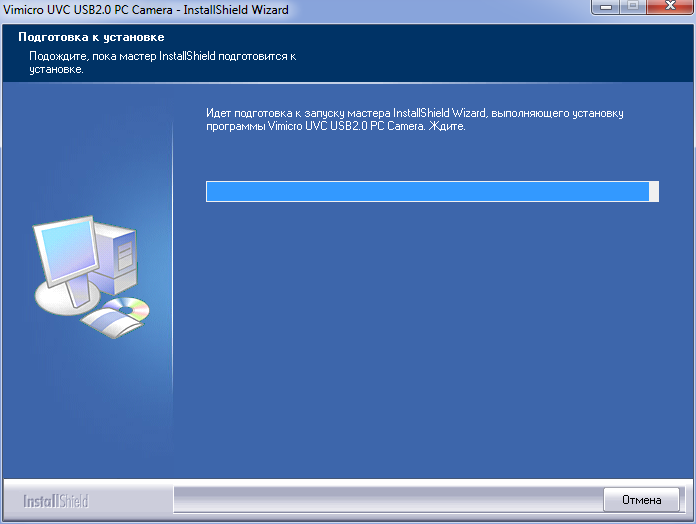 Vimicro UVC USB2.0 PC Camera - InstallShield Wizard
Подготовка к установке
Подождите, пока мастер InstallShield подготовится к
установке.
Идет подготовка к запуску мастера InstallShield Wizard, выполняющего установку
программы Vimicro UVC USB2.0 PC Camera. Ждите.
InstallShield
Отмена